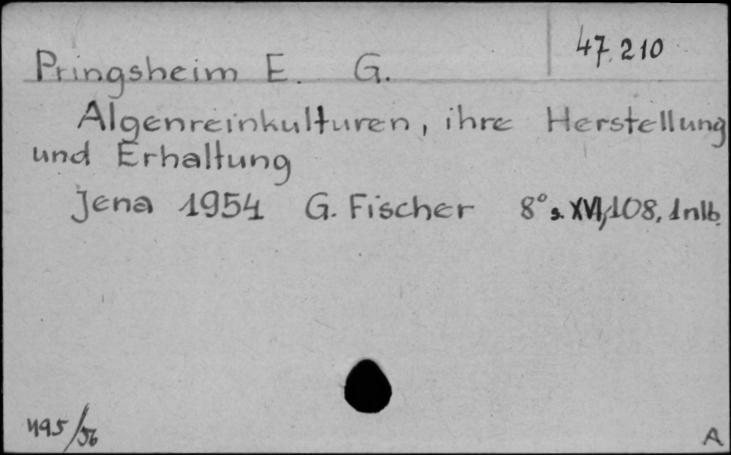 47.210
Pringsheim E. G.
Algenreinkulturen, ihre Herstellung
und Erhaltung
Jena 1954 G. Fischer 8° s. XVI, 108, 1nlb.
495/56
A